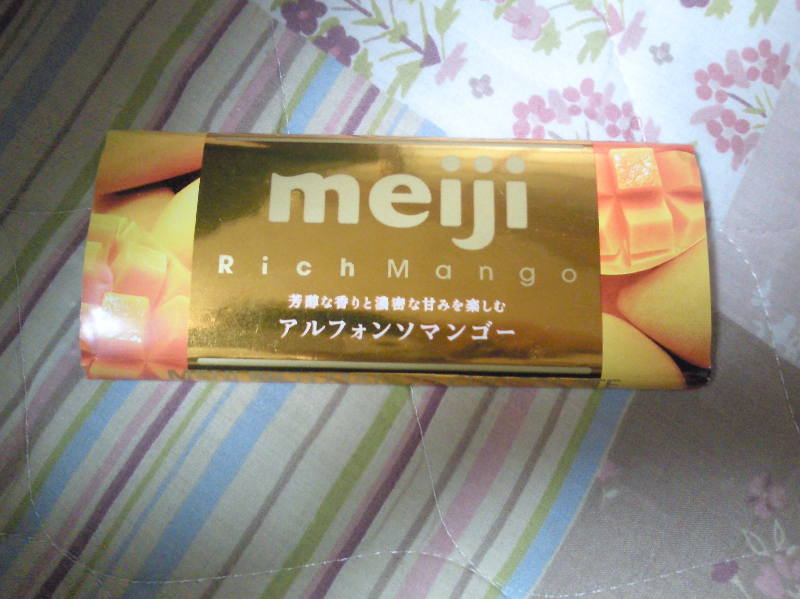 meiji
Rich Mango
芳醇な香りと濃密な甘みを楽しむ
アルフォンソマンゴー